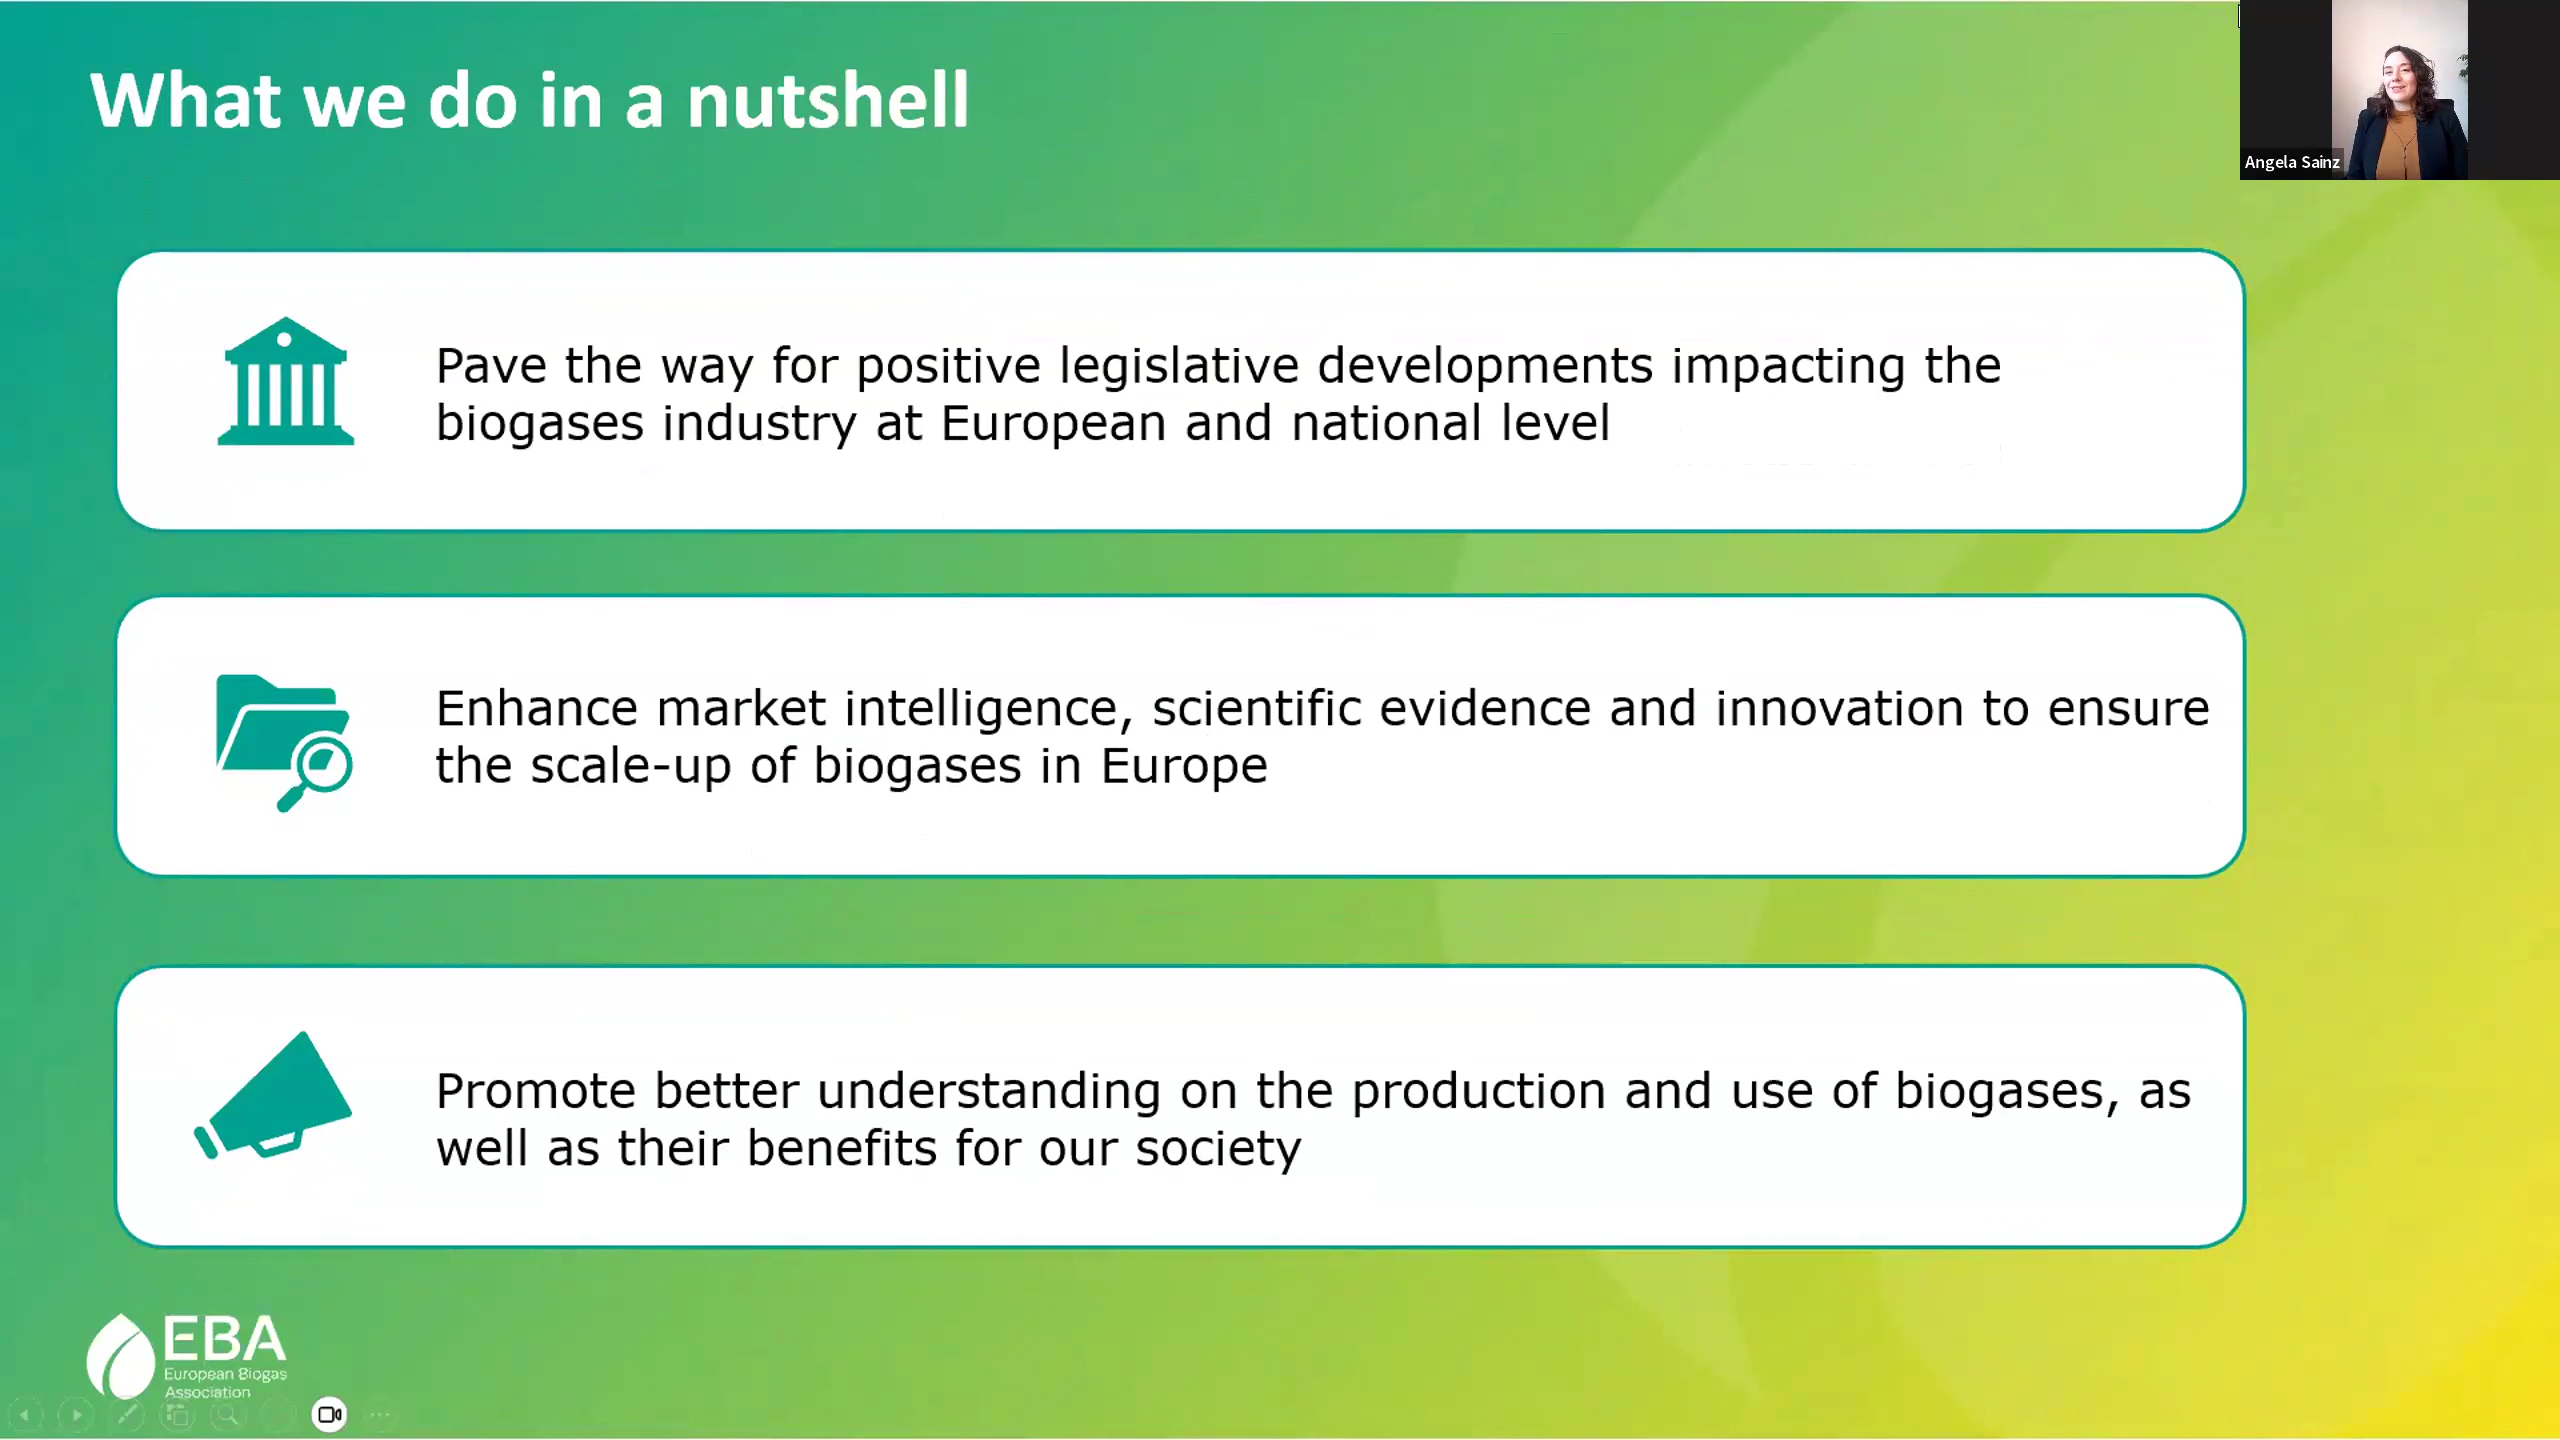 What we do in a nutshell
Angela Sainz
Pave the way for positive legislative developments impacting the
biogases industry at European and national level
Enhance market intelligence, scientific evidence and innovation to ensure
the scale-up of biogases in Europe
Promote better understanding on the production and use of biogases, as
well as their benefits for our society
EBA
European Biogas
Association